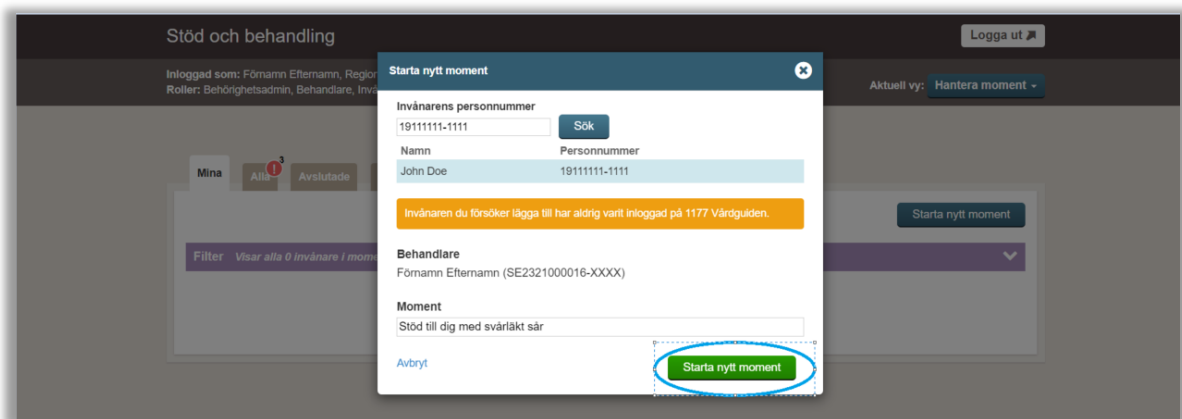 Stöd och behandling
Logga ut
Inloggad som: Förnamn Efternamn, Region
Roller: Behörighetsadmin, Behandlare, Invå
Aktuell vy: Hantera moment
Starta nytt moment
Invånarens personnummer
19111111-1111
Sök
Namn Personnummer
John Doe 19111111-1111
Mina
Alla
3
Avslutade
Invånaren du försöker lägga till har aldrig varit inloggad på 1177 Vårdguiden.
Starta nytt moment
Filter Visar alla 0 invånare i mome
Behandlare
Förnamn Efternamn (SE2321000016-XXXX)
Moment
Stöd till dig med svårläkt sår
Avbryt
Starta nytt moment